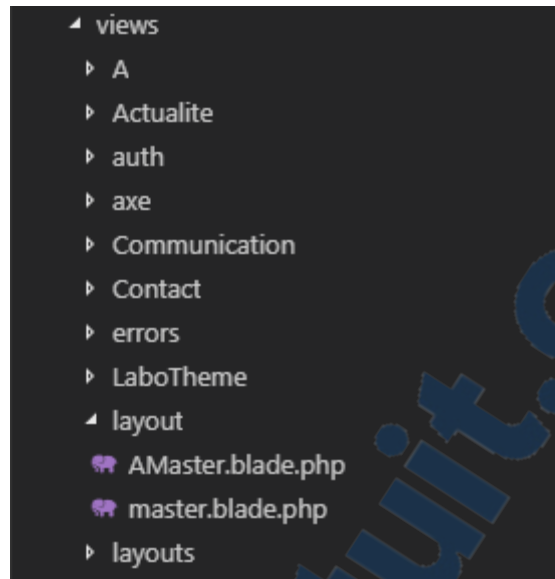 views
A
Actualite
auth
axe
Communication
Contact
errors
LaboTheme
layout
AMaster.blade.php
master.blade.php
layouts